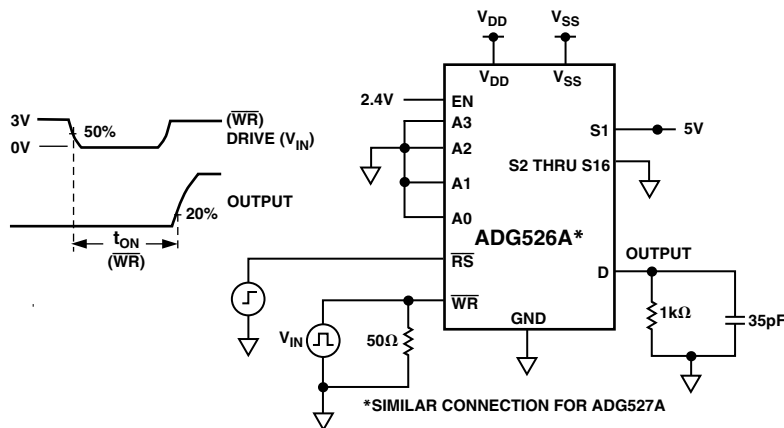 V_DD
V_SS
V_DD
V_SS
2.4V
EN
A3
A2
A1
A0
S1
5V
S2 THRU S16
ADG526A*
RS
WR
D
OUTPUT
GND
1kΩ
35pF
V_IN
50Ω
3V
0V
50%
(WR)
DRIVE (V_IN)
OUTPUT
20%
t_ON
(WR)
*SIMILAR CONNECTION FOR ADG527A